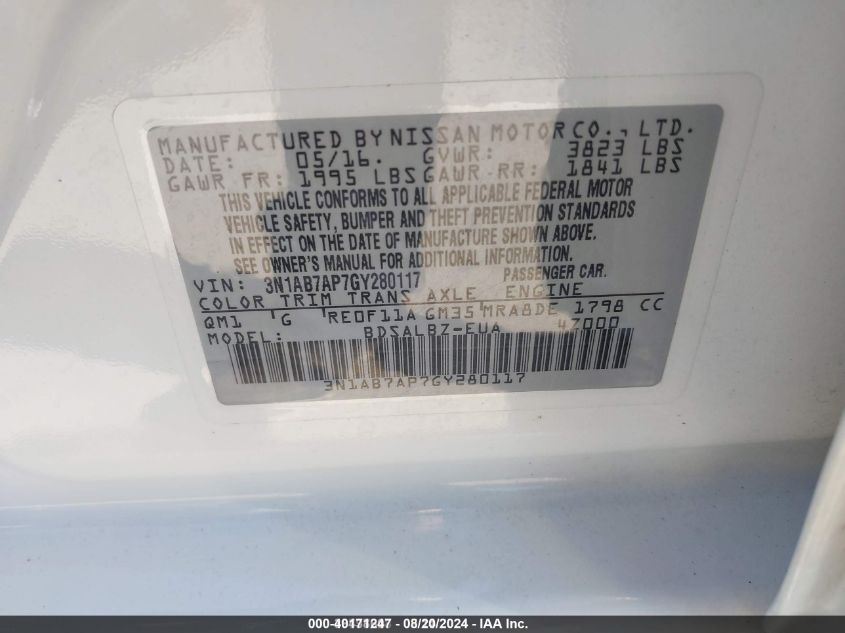 MANUFACTURED BY NISSAN MOTOR CO., LTD.
DATE: 05/16. GVWR: 3823 LBS
GAWR FR: 1995 LBS GAWR RR: 1841 LBS
THIS VEHICLE CONFORMS TO ALL APPLICABLE FEDERAL MOTOR
VEHICLE SAFETY, BUMPER AND THEFT PREVENTION STANDARDS
IN EFFECT ON THE DATE OF MANUFACTURE SHOWN ABOVE.
SEE OWNER'S MANUAL FOR ADDITIONAL INFORMATION.
VIN: 3N1AB7AP7GY280117 PASSENGER CAR.
COLOR TRIM TRANS AXLE ENGINE
QM1 G RE0F11A GM35 MRA8DE 1798 CC
MODEL: BDSALBZ-EUA 4Z000
3N1AB7AP7GY280117
000-40171247 - 08/20/2024 - IAA Inc.